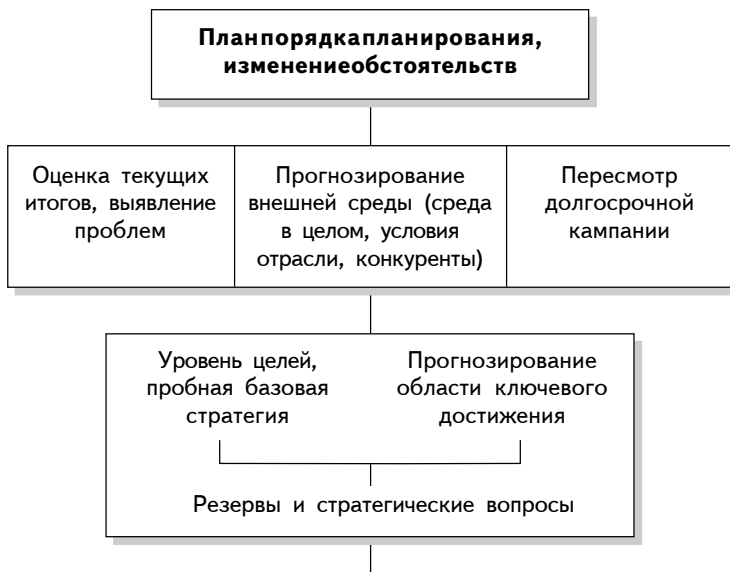 Планпорядкапланирования,
изменениеобстоятельств
Оценка текущих
итогов, выявление
проблем
Прогнозирование
внешней среды (среда
в целом, условия
отрасли, конкуренты)
Пересмотр
долгосрочной
кампании
Уровень целей,
пробная базовая
стратегия
Прогнозирование
области ключевого
достижения
Резервы и стратегические вопросы